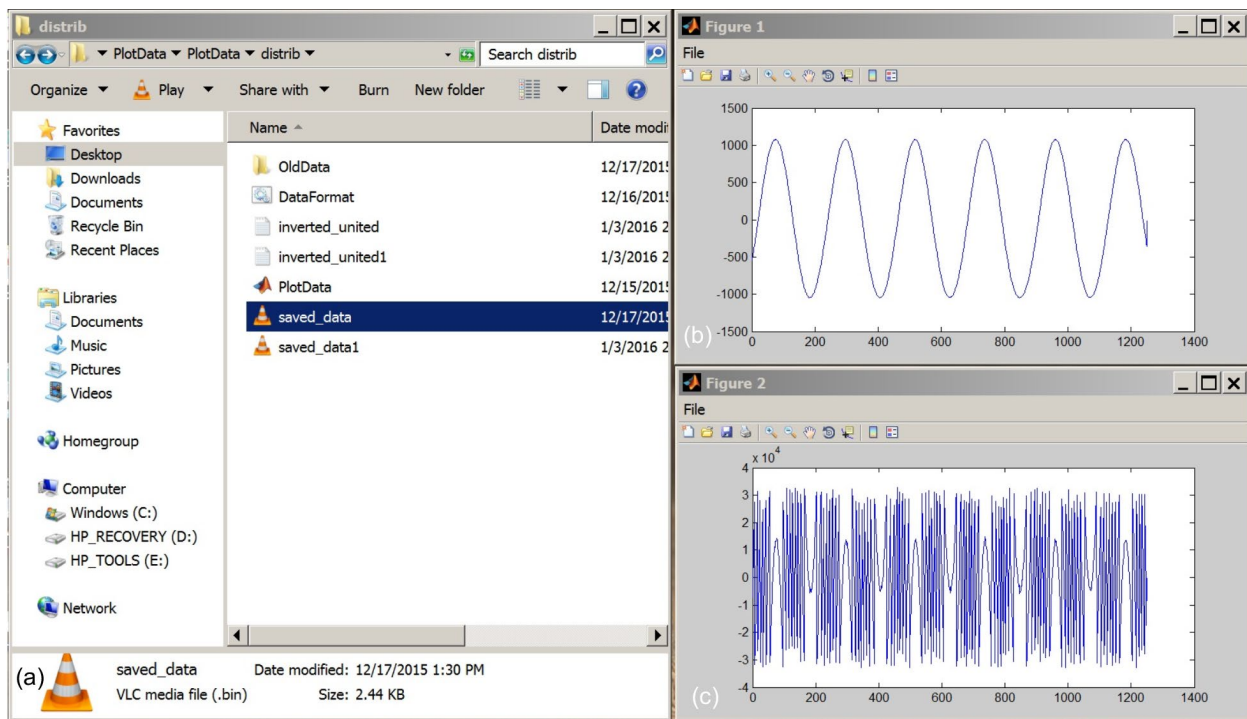 distrib
PlotData PlotData distrib
Search distrib
Organize Play Share with Burn New folder
Favorites
Desktop
Downloads
Documents
Recycle Bin
Recent Places
Libraries
Documents
Music
Pictures
Videos
Homegroup
Computer
Windows (C:)
HP_RECOVERY (D:)
HP_TOOLS (E:)
Network
Name Date modi
OldData 12/17/2015
DataFormat 12/16/2015
inverted_united 1/3/2016 2
inverted_united1 1/3/2016 2
PlotData 12/15/2015
saved_data 12/17/2015
saved_data1 1/3/2016 2
(a)
saved_data Date modified: 12/17/2015 1:30 PM
VLC media file (.bin) Size: 2.44 KB
Figure 1
File
1500
1000
500
0
-500
-1000
-1500
0 200 400 600 800 1000 1200 1400
(b)
Figure 2
File
x 10^4
4
3
2
1
0
-1
-2
-3
-4
0 200 400 600 800 1000 1200 1400
(c)